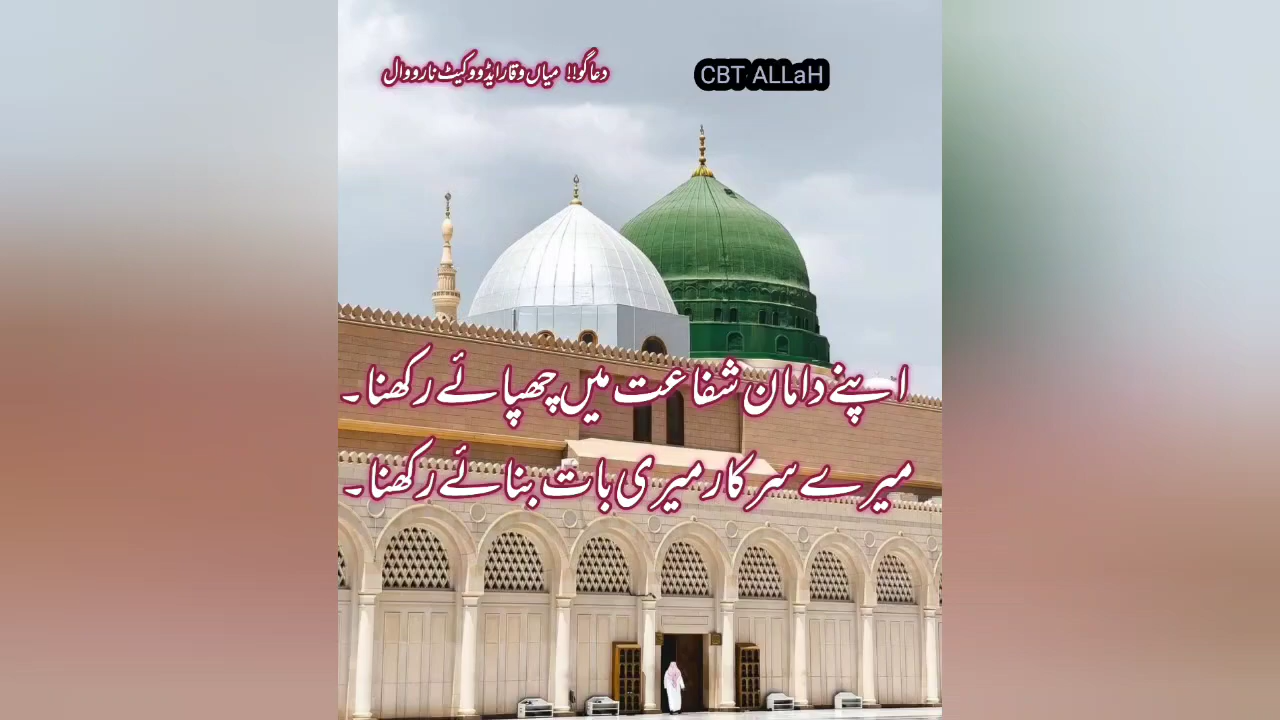 دعاگو!! میاں وقار ایڈووکیٹ نارووال
CBT ALLaH
اپنے دامان شفاعت میں چھپائے رکھنا۔
میرے سرکار میری بات بنائے رکھنا۔